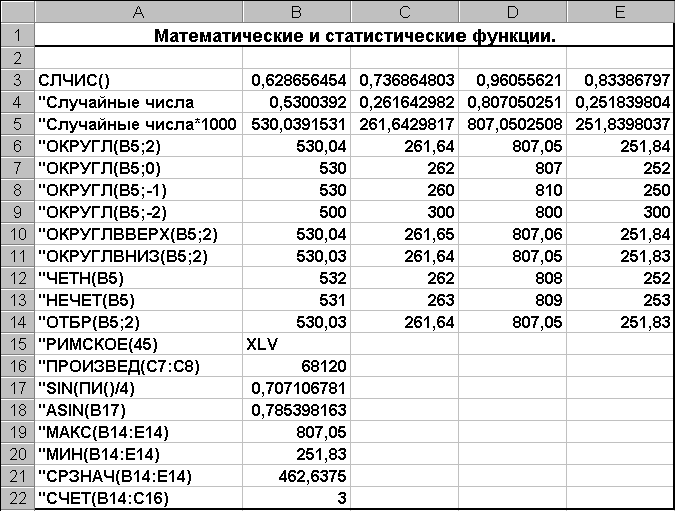 A B C D E
1 Математические и статистические функции.
2
3 СЛЧИС() 0,628656454 0,736864803 0,96055621 0,83386797
4 "Случайные числа 0,5300392 0,261642982 0,807050251 0,251839804
5 "Случайные числа*1000 530,0391531 261,6429817 807,0502508 251,8398037
6 "ОКРУГЛ(B5;2) 530,04 261,64 807,05 251,84
7 "ОКРУГЛ(B5;0) 530 262 807 252
8 "ОКРУГЛ(B5;-1) 530 260 810 250
9 "ОКРУГЛ(B5;-2) 500 300 800 300
10 "ОКРУГЛВВЕРХ(B5;2) 530,04 261,65 807,06 251,84
11 "ОКРУГЛВНИЗ(B5;2) 530,03 261,64 807,05 251,83
12 "ЧЕТН(B5) 532 262 808 252
13 "НЕЧЕТ(B5) 531 263 809 253
14 "ОТБР(B5;2) 530,03 261,64 807,05 251,83
15 "РИМСКОЕ(45) XLV
16 "ПРОИЗВЕД(C7:C8) 68120
17 "SIN(ПИ()/4) 0,707106781
18 "ASIN(B17) 0,785398163
19 "МАКС(B14:E14) 807,05
20 "МИН(B14:E14) 251,83
21 "СРЗНАЧ(B14:E14) 462,6375
22 "СЧЕТ(B14:C16) 3